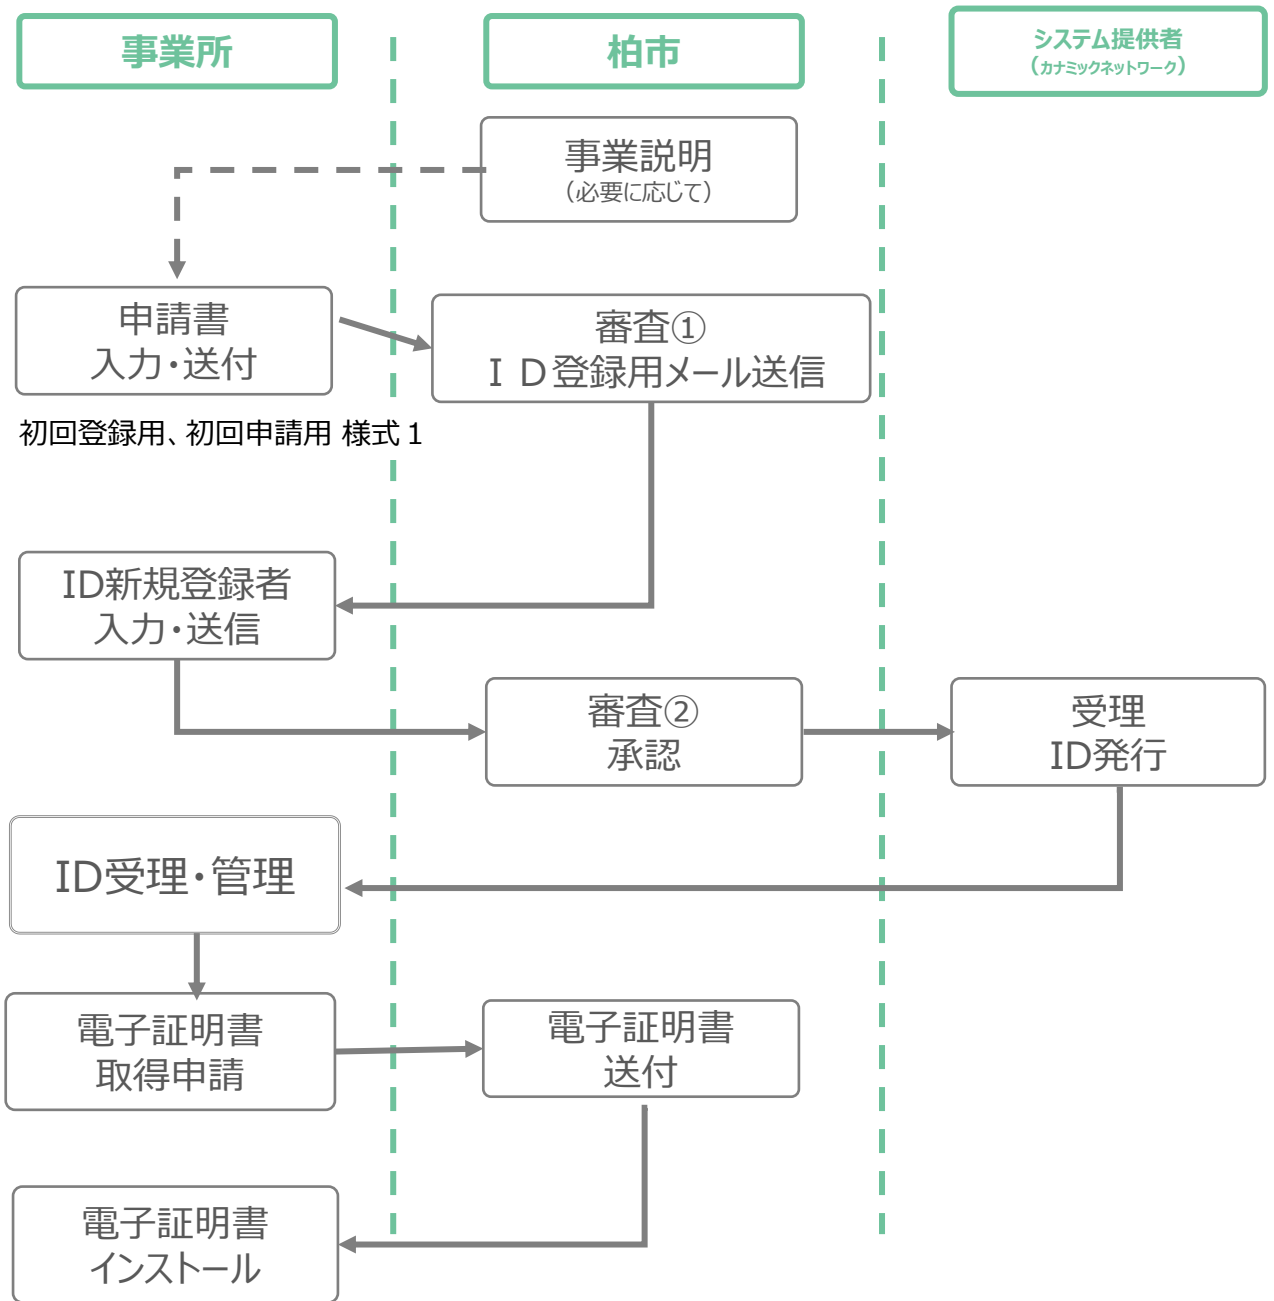 事業所
柏市
システム提供者
（カナミックネットワーク）
事業説明
（必要に応じて）
申請書
入力・送付
審査①
ＩＤ登録用メール送信
初回登録用、初回申請用 様式１
ID新規登録者
入力・送信
審査②
承認
受理
ID発行
ID受理・管理
電子証明書
取得申請
電子証明書
送付
電子証明書
インストール